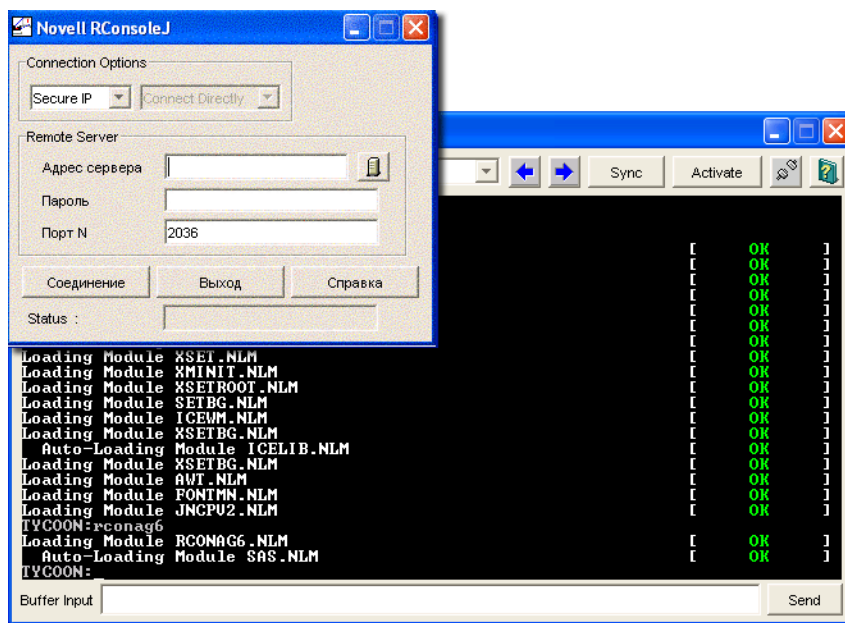 Novell RConsoleJ
Connection Options
Secure IP Connect Directly
Remote Server
Адрес сервера
Пароль
Порт N 2036
Соединение Выход Справка
Status :
Sync Activate
[ OK ]
[ OK ]
[ OK ]
[ OK ]
[ OK ]
[ OK ]
[ OK ]
Loading Module XSET.NLM [ OK ]
Loading Module XMINIT.NLM [ OK ]
Loading Module XSETROOT.NLM [ OK ]
Loading Module SETBG.NLM [ OK ]
Loading Module ICEWM.NLM [ OK ]
Loading Module XSETBG.NLM [ OK ]
Auto-Loading Module ICELIB.NLM [ OK ]
Loading Module XSETBG.NLM [ OK ]
Loading Module AWT.NLM [ OK ]
Loading Module FONTMN.NLM [ OK ]
Loading Module JNCPV2.NLM [ OK ]
TYCOON:rconag6
Loading Module RCONAG6.NLM [ OK ]
Auto-Loading Module SAS.NLM [ OK ]
TYCOON:_
Buffer Input Send